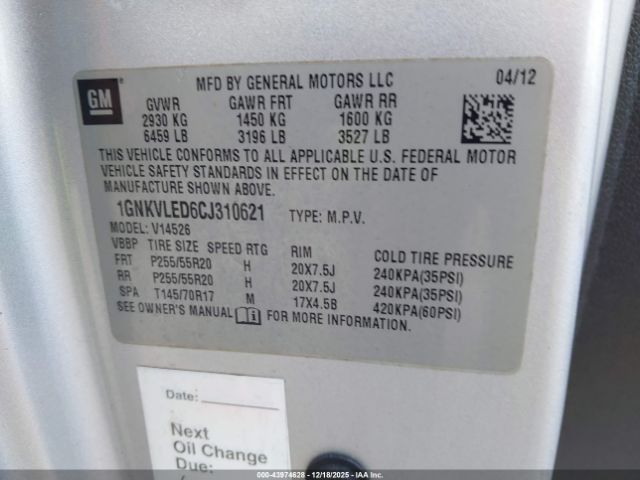 GM
MFD BY GENERAL MOTORS LLC 04/12
GVWR GAWR FRT GAWR RR
2930 KG 1450 KG 1600 KG
6459 LB 3196 LB 3527 LB
THIS VEHICLE CONFORMS TO ALL APPLICABLE U.S. FEDERAL MOTOR
VEHICLE SAFETY STANDARDS IN EFFECT ON THE DATE OF
MANUFACTURE SHOWN ABOVE.
1GNKVLED6CJ310621 TYPE: M.P.V.
MODEL: V14526
VBBP TIRE SIZE SPEED RTG RIM COLD TIRE PRESSURE
FRT P255/55R20 H 20X7.5J 240KPA(35PSI)
RR P255/55R20 H 20X7.5J 240KPA(35PSI)
SPA T145/70R17 M 17X4.5B 420KPA(60PSI)
SEE OWNER'S MANUAL FOR MORE INFORMATION.
Date:
Next
Oil Change
Due:
000-43974628 - 12/18/2025 - COPYRIGHT IAA, LLC